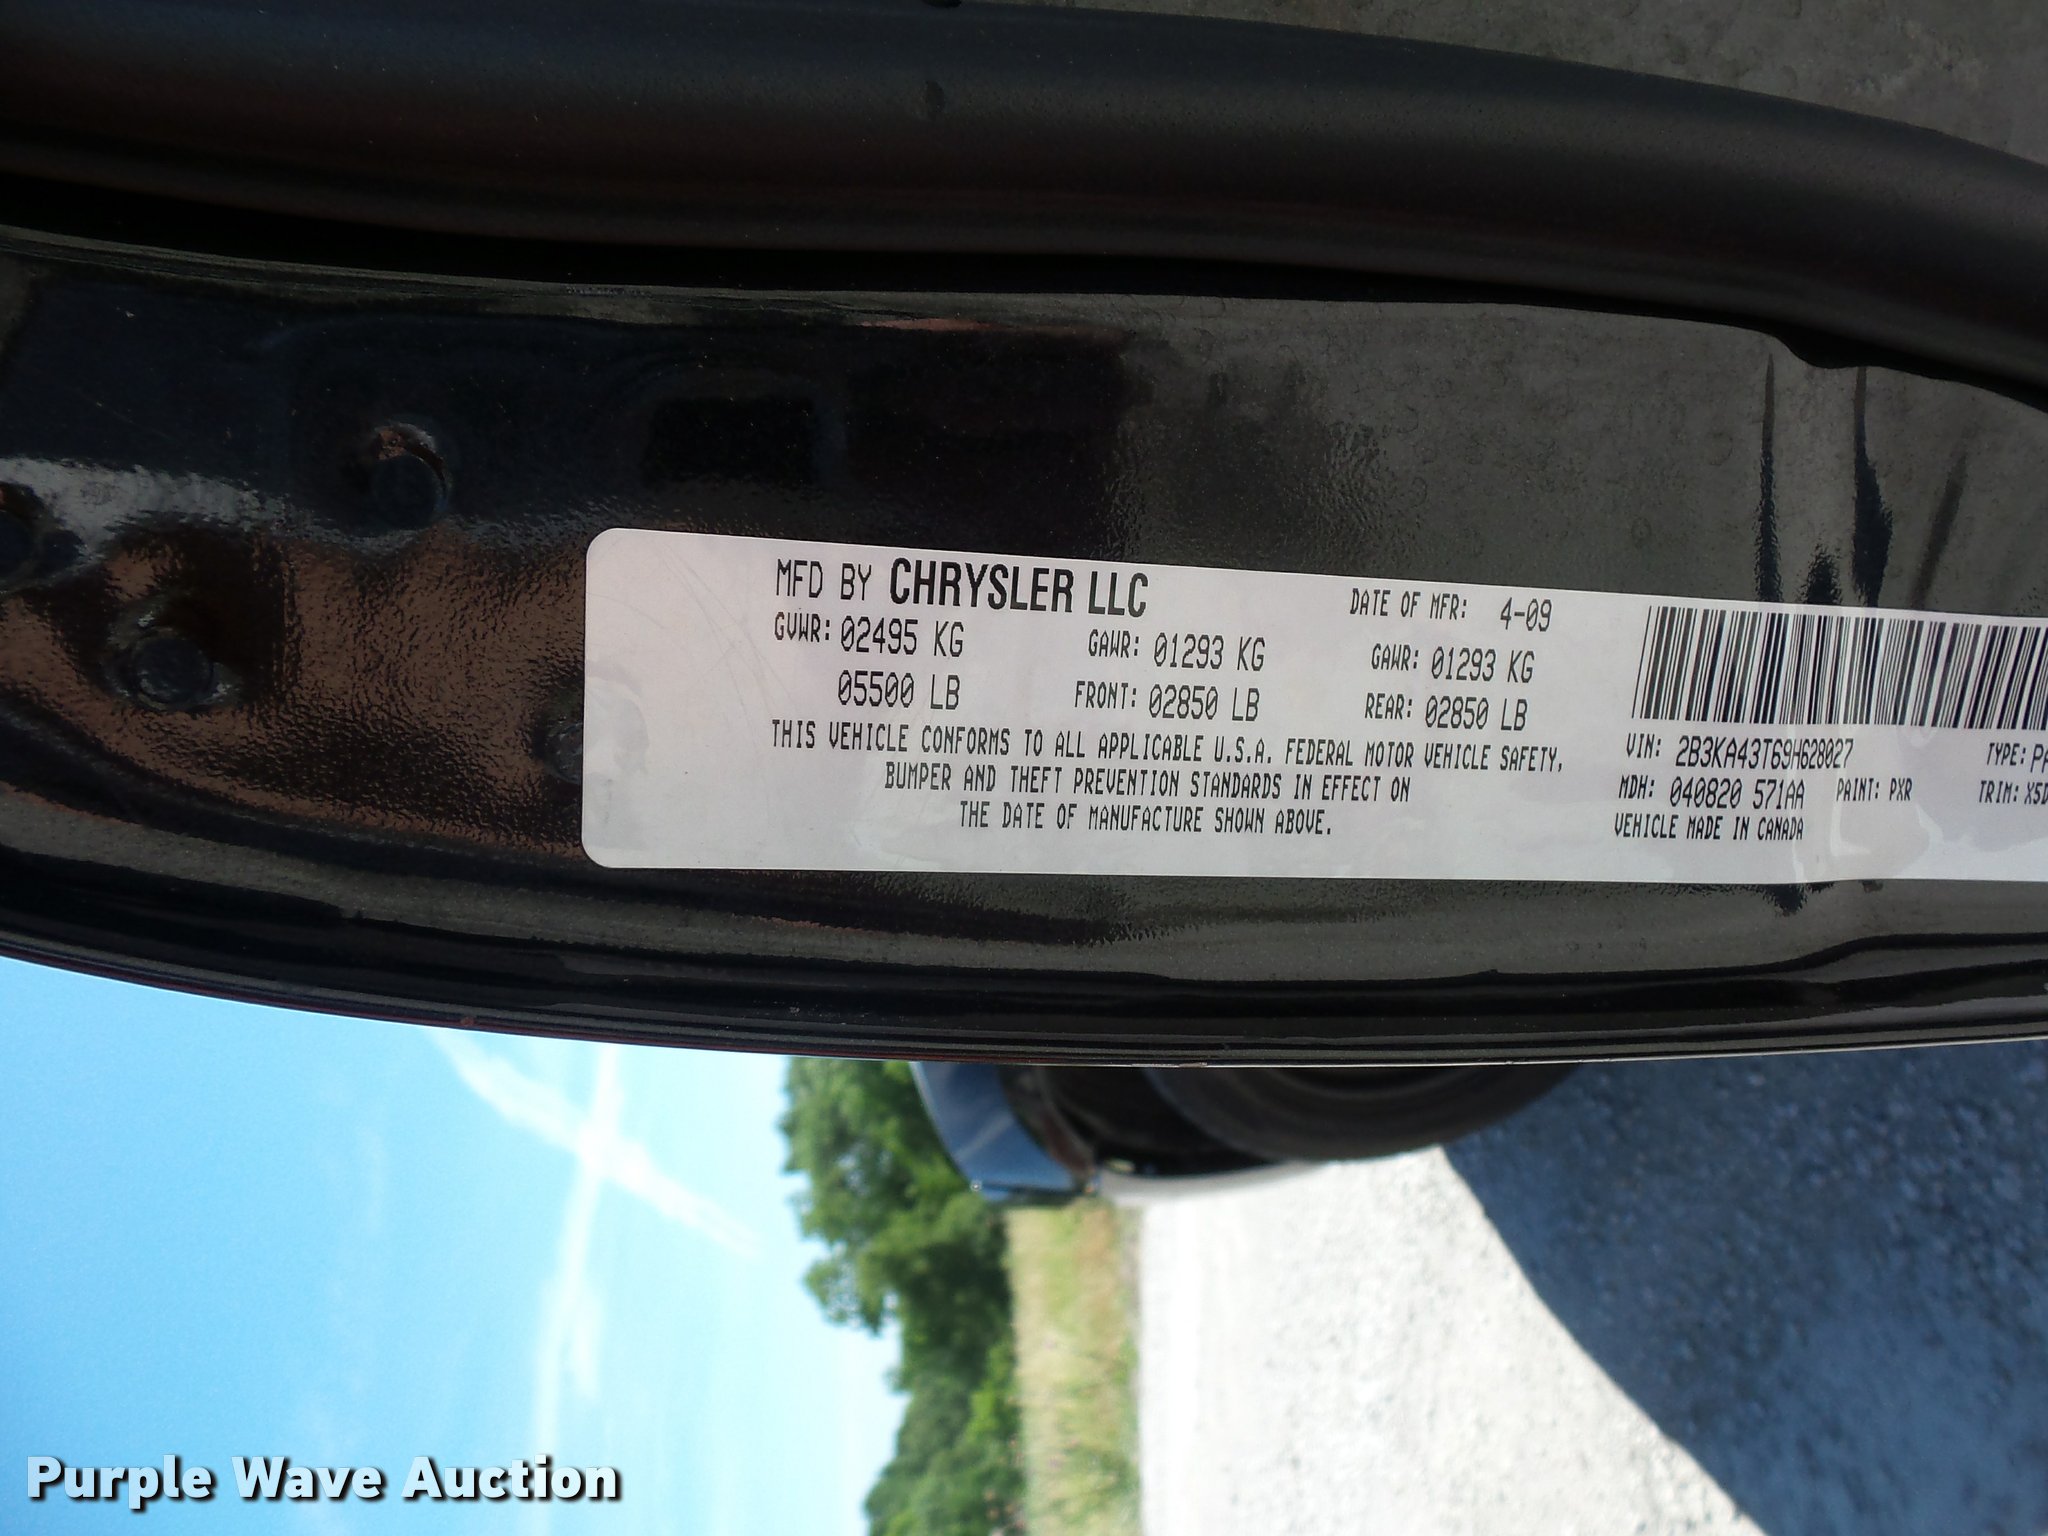 MFD BY CHRYSLER LLC DATE OF MFR: 4-09
GVWR: 02495 KG GAWR: 01293 KG GAWR: 01293 KG
05500 LB FRONT: 02850 LB REAR: 02850 LB
THIS VEHICLE CONFORMS TO ALL APPLICABLE U.S.A. FEDERAL MOTOR VEHICLE SAFETY,
BUMPER AND THEFT PREVENTION STANDARDS IN EFFECT ON
THE DATE OF MANUFACTURE SHOWN ABOVE.
VIN: 2B3KA43T69H628027 TYPE:
MDH: 040820 571AA PAINT: PXR TRIM:
VEHICLE MADE IN CANADA
Purple Wave Auction